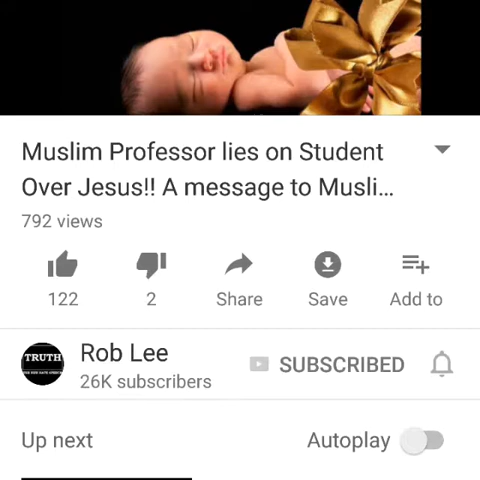 Muslim Professor lies on Student
Over Jesus!! A message to Musli...
792 views
122
2
Share
Save
Add to
TRUTH
Rob Lee
SUBSCRIBED
26K subscribers
Up next
Autoplay